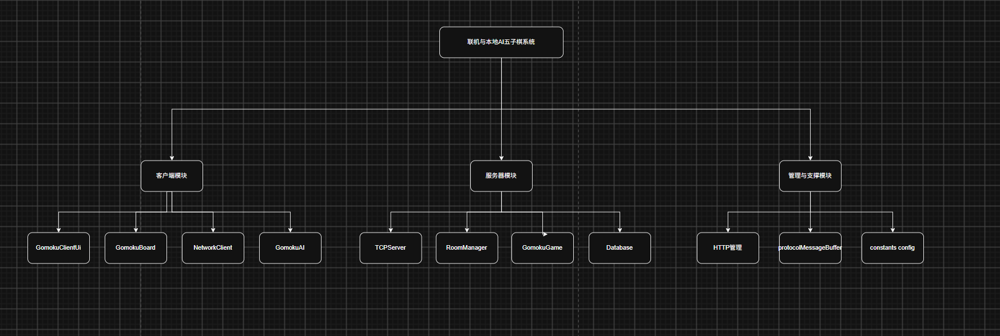 联机与本地AI五子棋系统
客户端模块
服务器模块
管理与支撑模块
GomokuClientUi
GomokuBoard
NetworkClient
GomokuAI
TCPServer
RoomManager
GomokuGame
Database
HTTP管理
protocolMessageBuffer
constants config